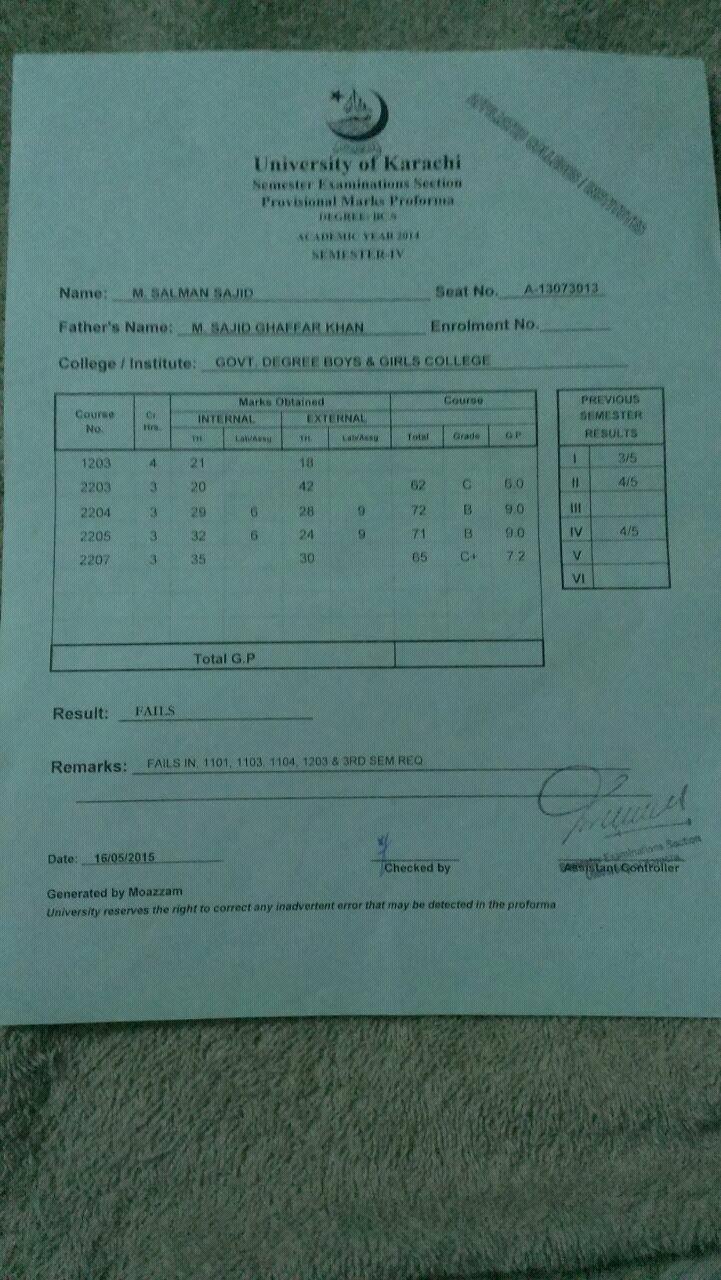 AFFILIATED COLLEGES / INSTITUTES
University of Karachi
Semester Examinations Section
Provisional Marks Proforma
DEGREE: BCS
ACADEMIC YEAR 2014
SEMESTER-IV
Name: M. SALMAN SAJID Seat No. A-13073013
Father's Name: M. SAJID GHAFFAR KHAN Enrolment No.
College / Institute: GOVT. DEGREE BOYS & GIRLS COLLEGE
Course No. Cr. Hrs. Marks Obtained Course
INTERNAL EXTERNAL
TH. Lab/Assg TH. Lab/Assg Total Grade G.P
1203 4 21 18
2203 3 20 42 62 C 6.0
2204 3 29 6 28 9 72 B 9.0
2205 3 32 6 24 9 71 B 9.0
2207 3 35 30 65 C+ 7.2
Total G.P
PREVIOUS
SEMESTER
RESULTS
I 3/5
II 4/5
III
IV 4/5
V
VI
Result: FAILS
Remarks: FAILS IN, 1101, 1103, 1104, 1203 & 3RD SEM REQ
Date: 16/05/2015 Checked by Assistant Controller
Examinations Section
Generated by Moazzam
University reserves the right to correct any inadvertent error that may be detected in the proforma